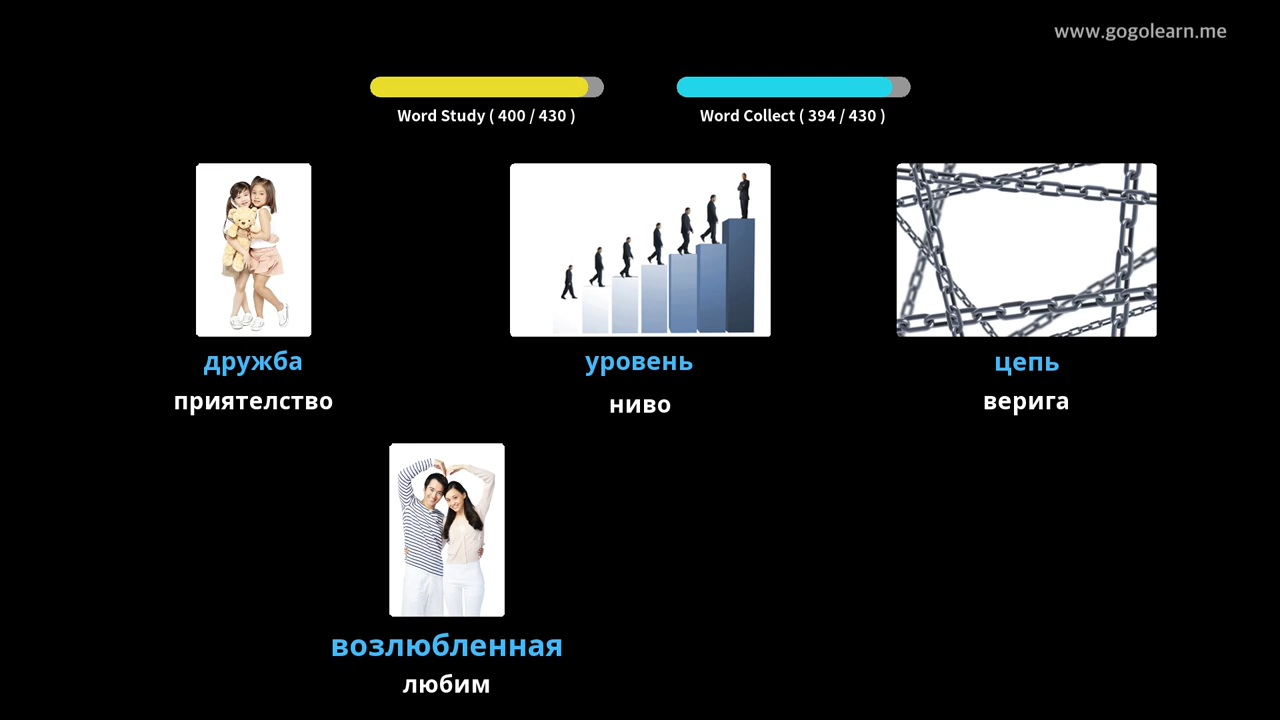 www.gogolearn.me
Word Study ( 400 / 430 )
Word Collect ( 394 / 430 )
дружба
приятелство
уровень
ниво
цепь
верига
возлюбленная
любим